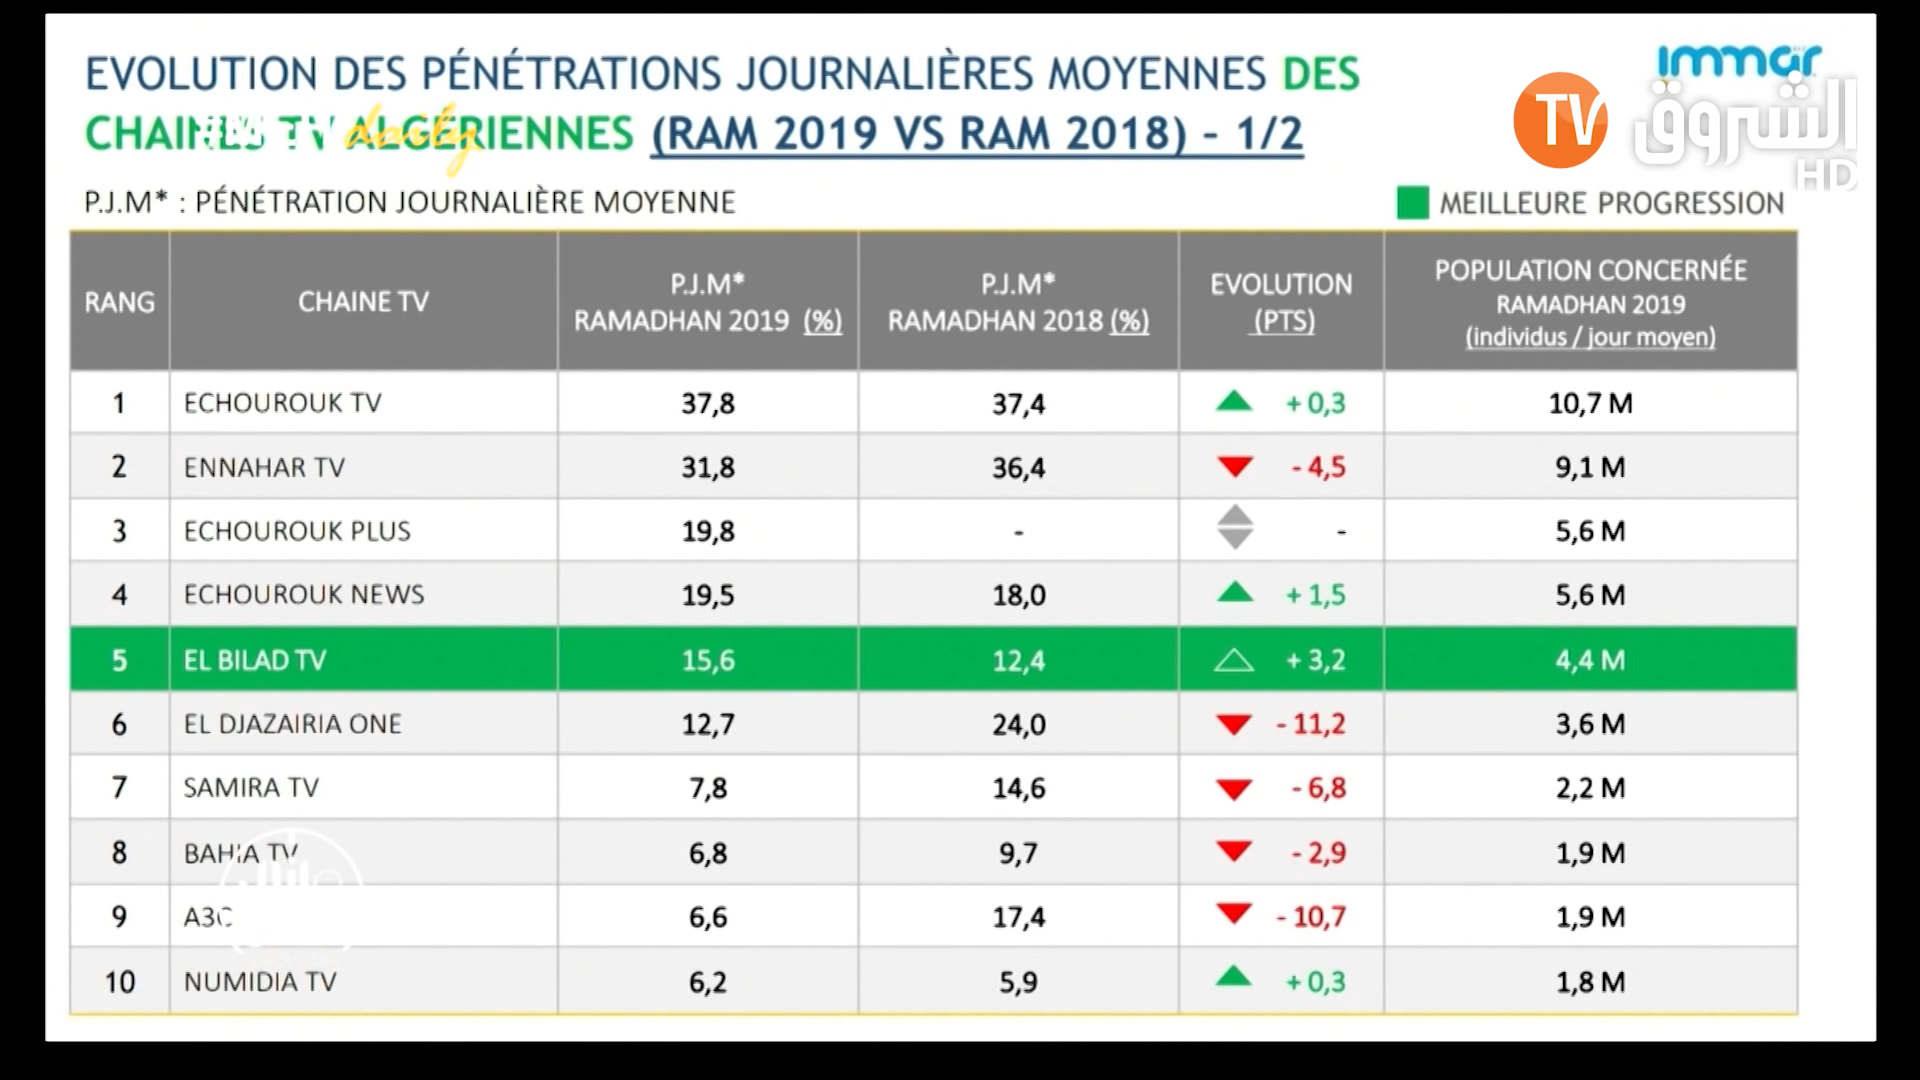 immar
EVOLUTION DES PÉNÉTRATIONS JOURNALIÈRES MOYENNES DES
CHAINES TV ALGÉRIENNES (RAM 2019 VS RAM 2018) - 1/2
daily
TV الشروق
HD
P.J.M* : PÉNÉTRATION JOURNALIÈRE MOYENNE
MEILLEURE PROGRESSION
RANG CHAINE TV P.J.M* RAMADHAN 2019 (%) P.J.M* RAMADHAN 2018 (%) EVOLUTION (PTS) POPULATION CONCERNÉE RAMADHAN 2019 (individus / jour moyen)
1 ECHOUROUK TV 37,8 37,4 + 0,3 10,7 M
2 ENNAHAR TV 31,8 36,4 - 4,5 9,1 M
3 ECHOUROUK PLUS 19,8 - - 5,6 M
4 ECHOUROUK NEWS 19,5 18,0 + 1,5 5,6 M
5 EL BILAD TV 15,6 12,4 + 3,2 4,4 M
6 EL DJAZAIRIA ONE 12,7 24,0 - 11,2 3,6 M
7 SAMIRA TV 7,8 14,6 - 6,8 2,2 M
8 BAHIA TV 6,8 9,7 - 2,9 1,9 M
9 A3C 6,6 17,4 - 10,7 1,9 M
10 NUMIDIA TV 6,2 5,9 + 0,3 1,8 M